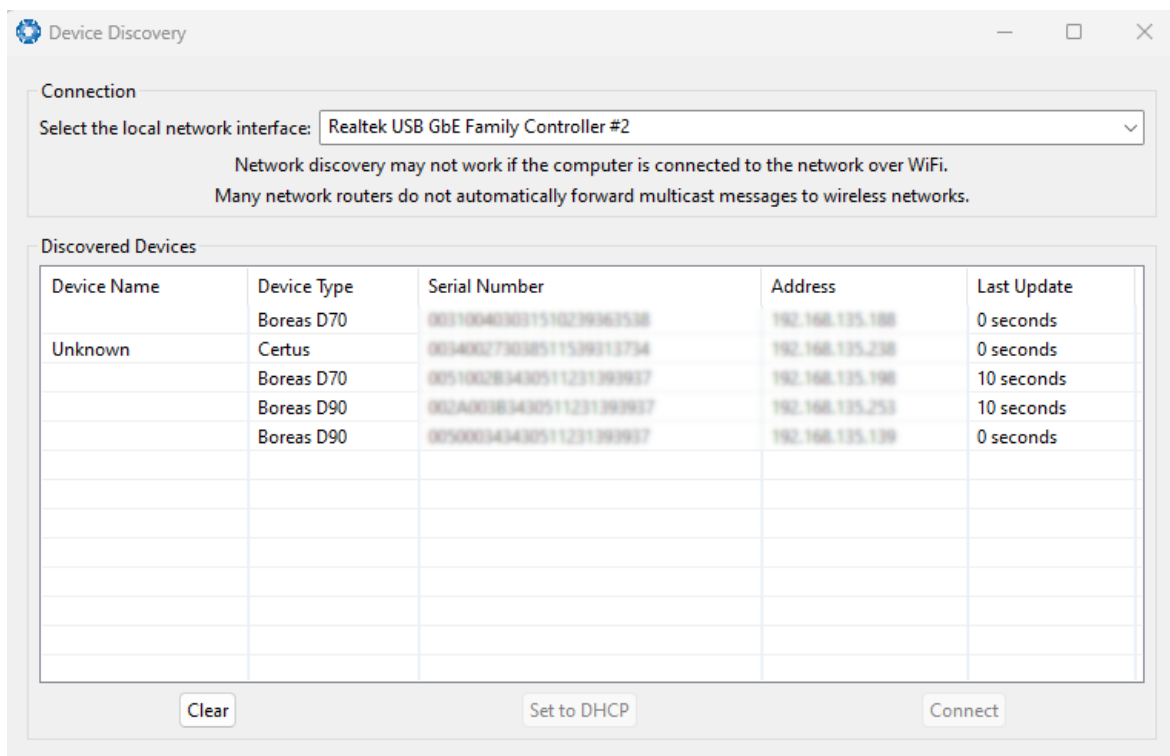 Device Discovery
Connection
Select the local network interface: Realtek USB GbE Family Controller #2
Network discovery may not work if the computer is connected to the network over WiFi.
Many network routers do not automatically forward multicast messages to wireless networks.
Discovered Devices
Device Name Device Type Serial Number Address Last Update
Boreas D70 0 seconds
Unknown Certus 0 seconds
Boreas D70 10 seconds
Boreas D90 10 seconds
Boreas D90 0 seconds
Clear Set to DHCP Connect